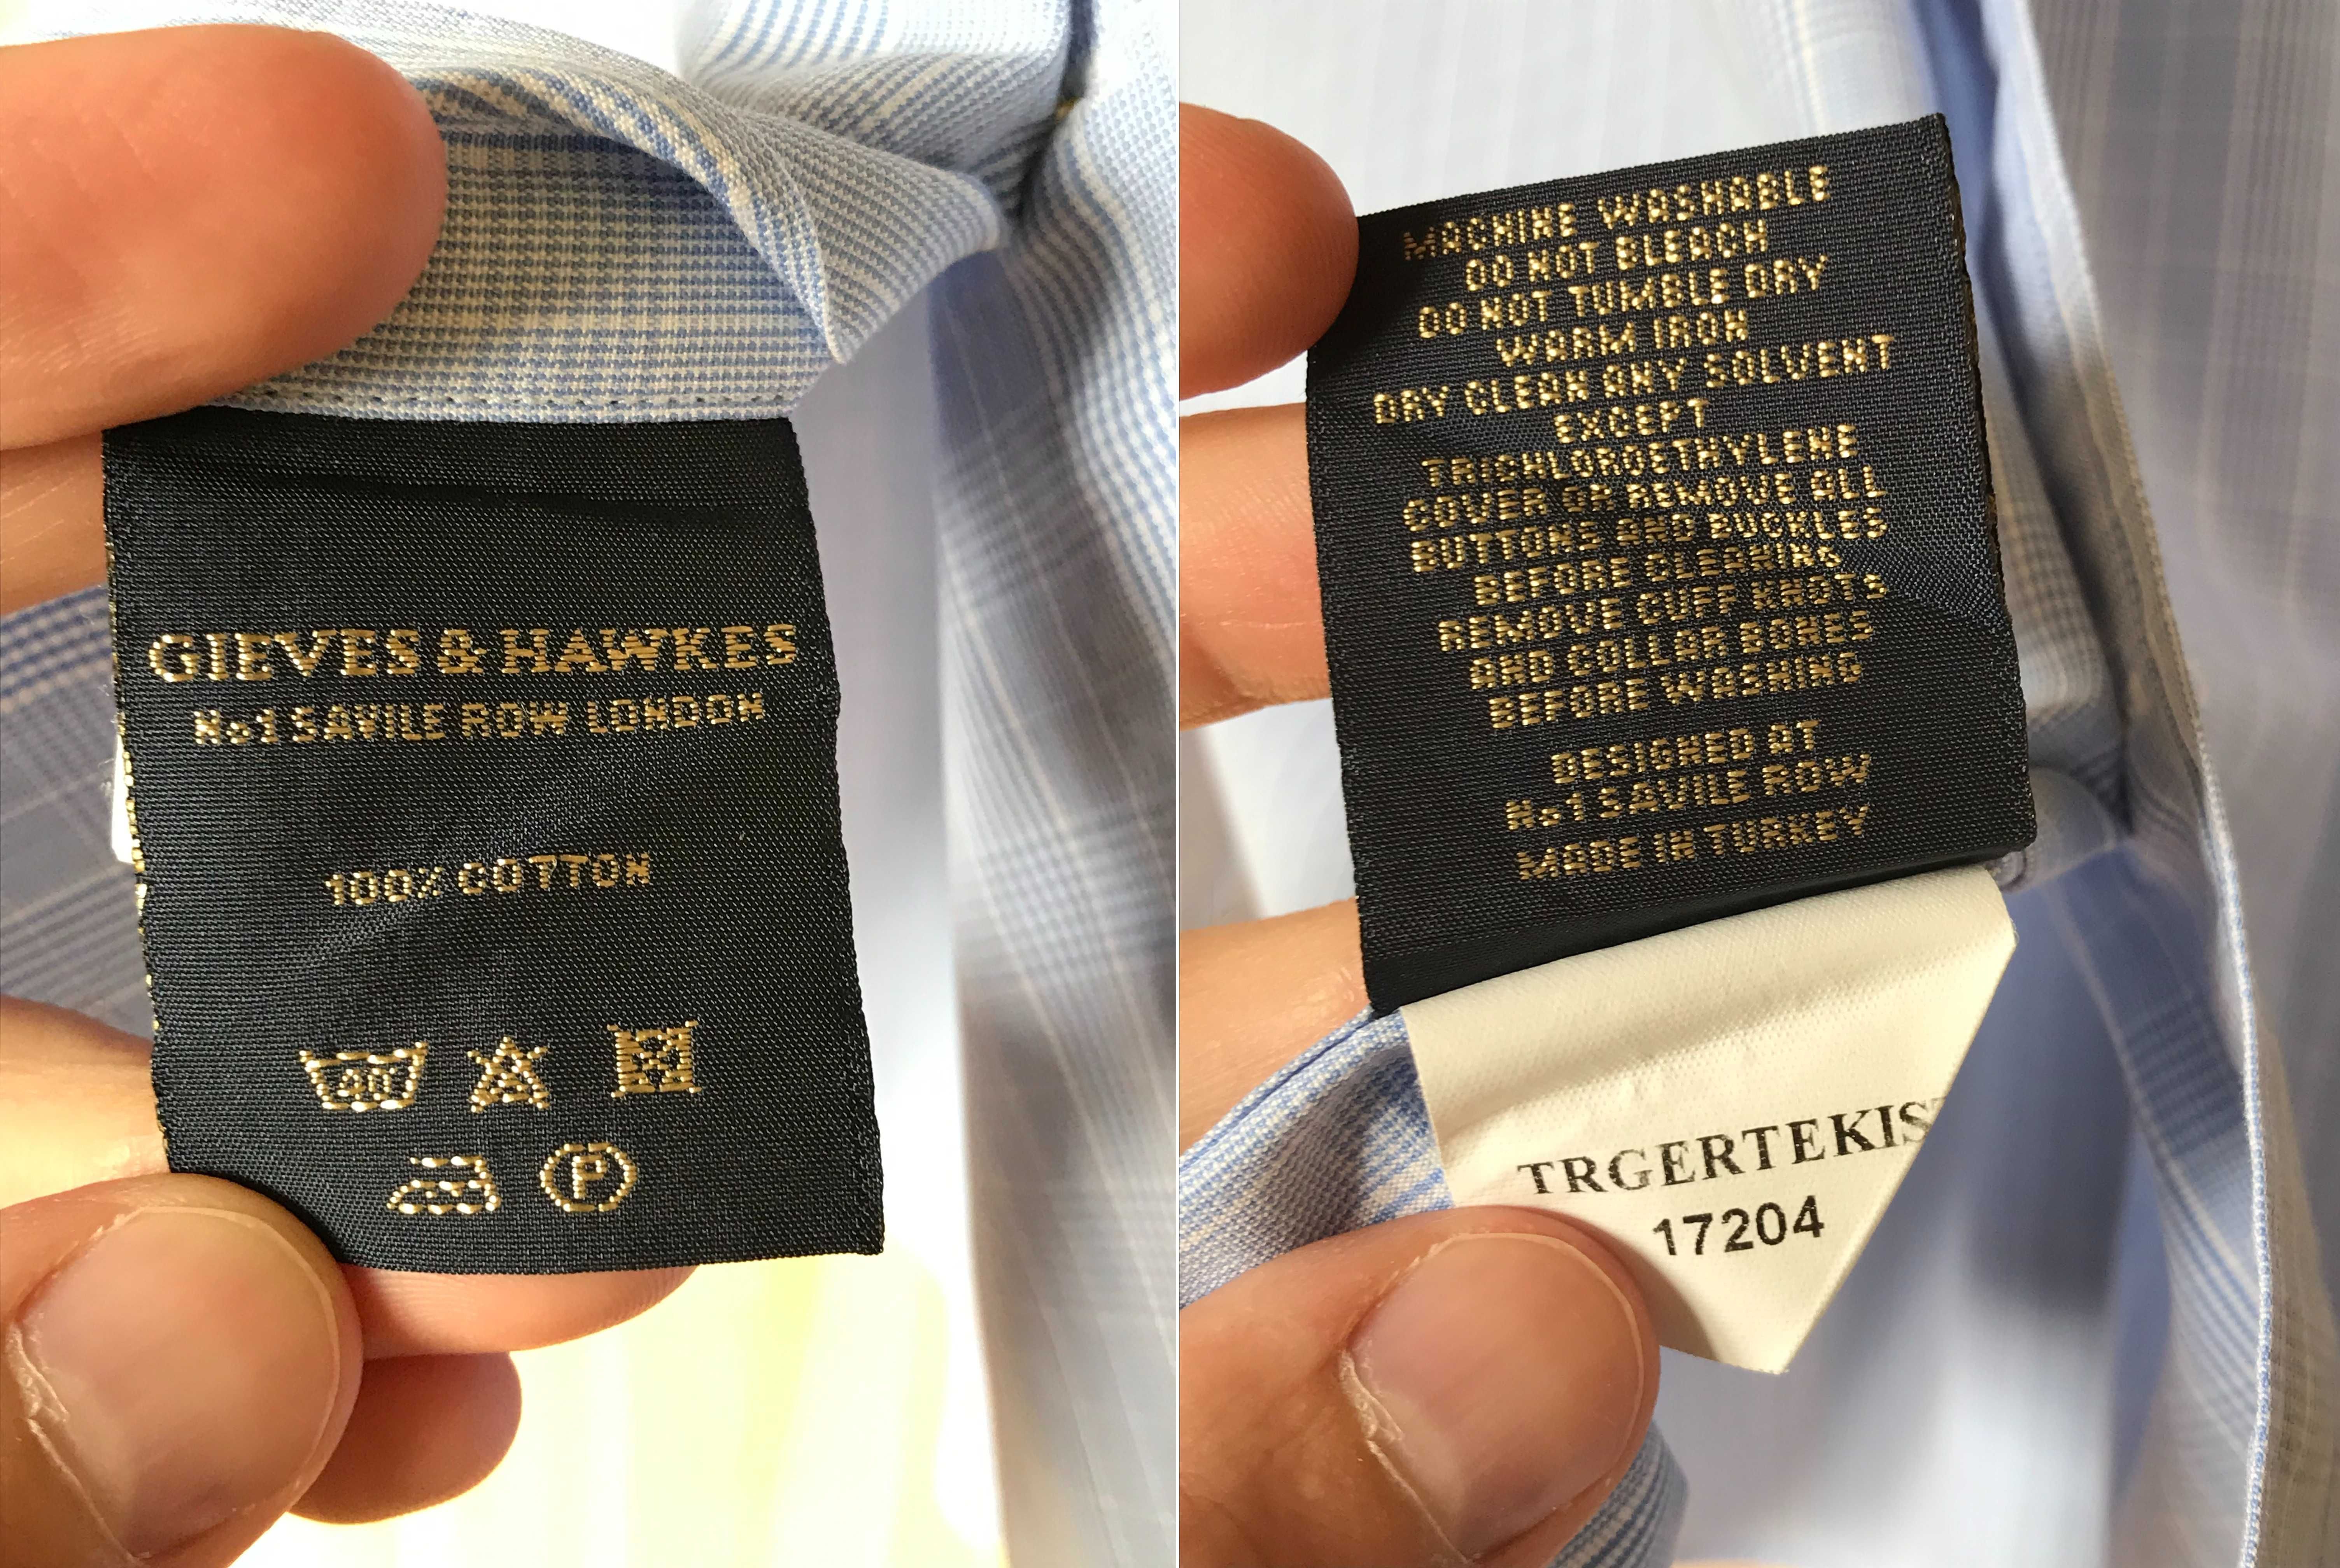 GIEVES & HAWKES
No1 SAVILE ROW LONDON
100% COTTON
40
P
MACHINE WASHABLE
DO NOT BLEACH
DO NOT TUMBLE DRY
WARM IRON
DRY CLEAN ANY SOLVENT
EXCEPT
TRICHLOROETHYLENE
COVER OR REMOVE ALL
BUTTONS AND BUCKLES
BEFORE CLEANING
REMOVE CUFF KNOTS
AND COLLAR BONES
BEFORE WASHING
DESIGNED AT
No1 SAVILE ROW
MADE IN TURKEY
TRGERTEKIS
17204